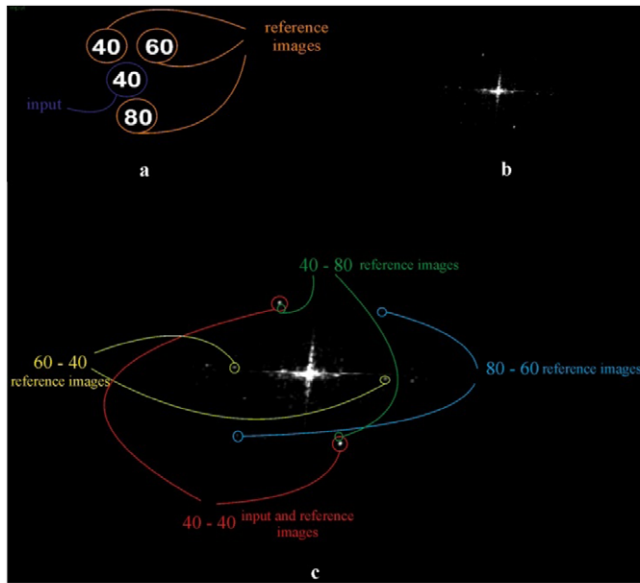 40 60 reference
images
40
input
80
a b
40 - 80 reference images
60 - 40
reference images
80 - 60 reference images
40 - 40 input and reference
images
c